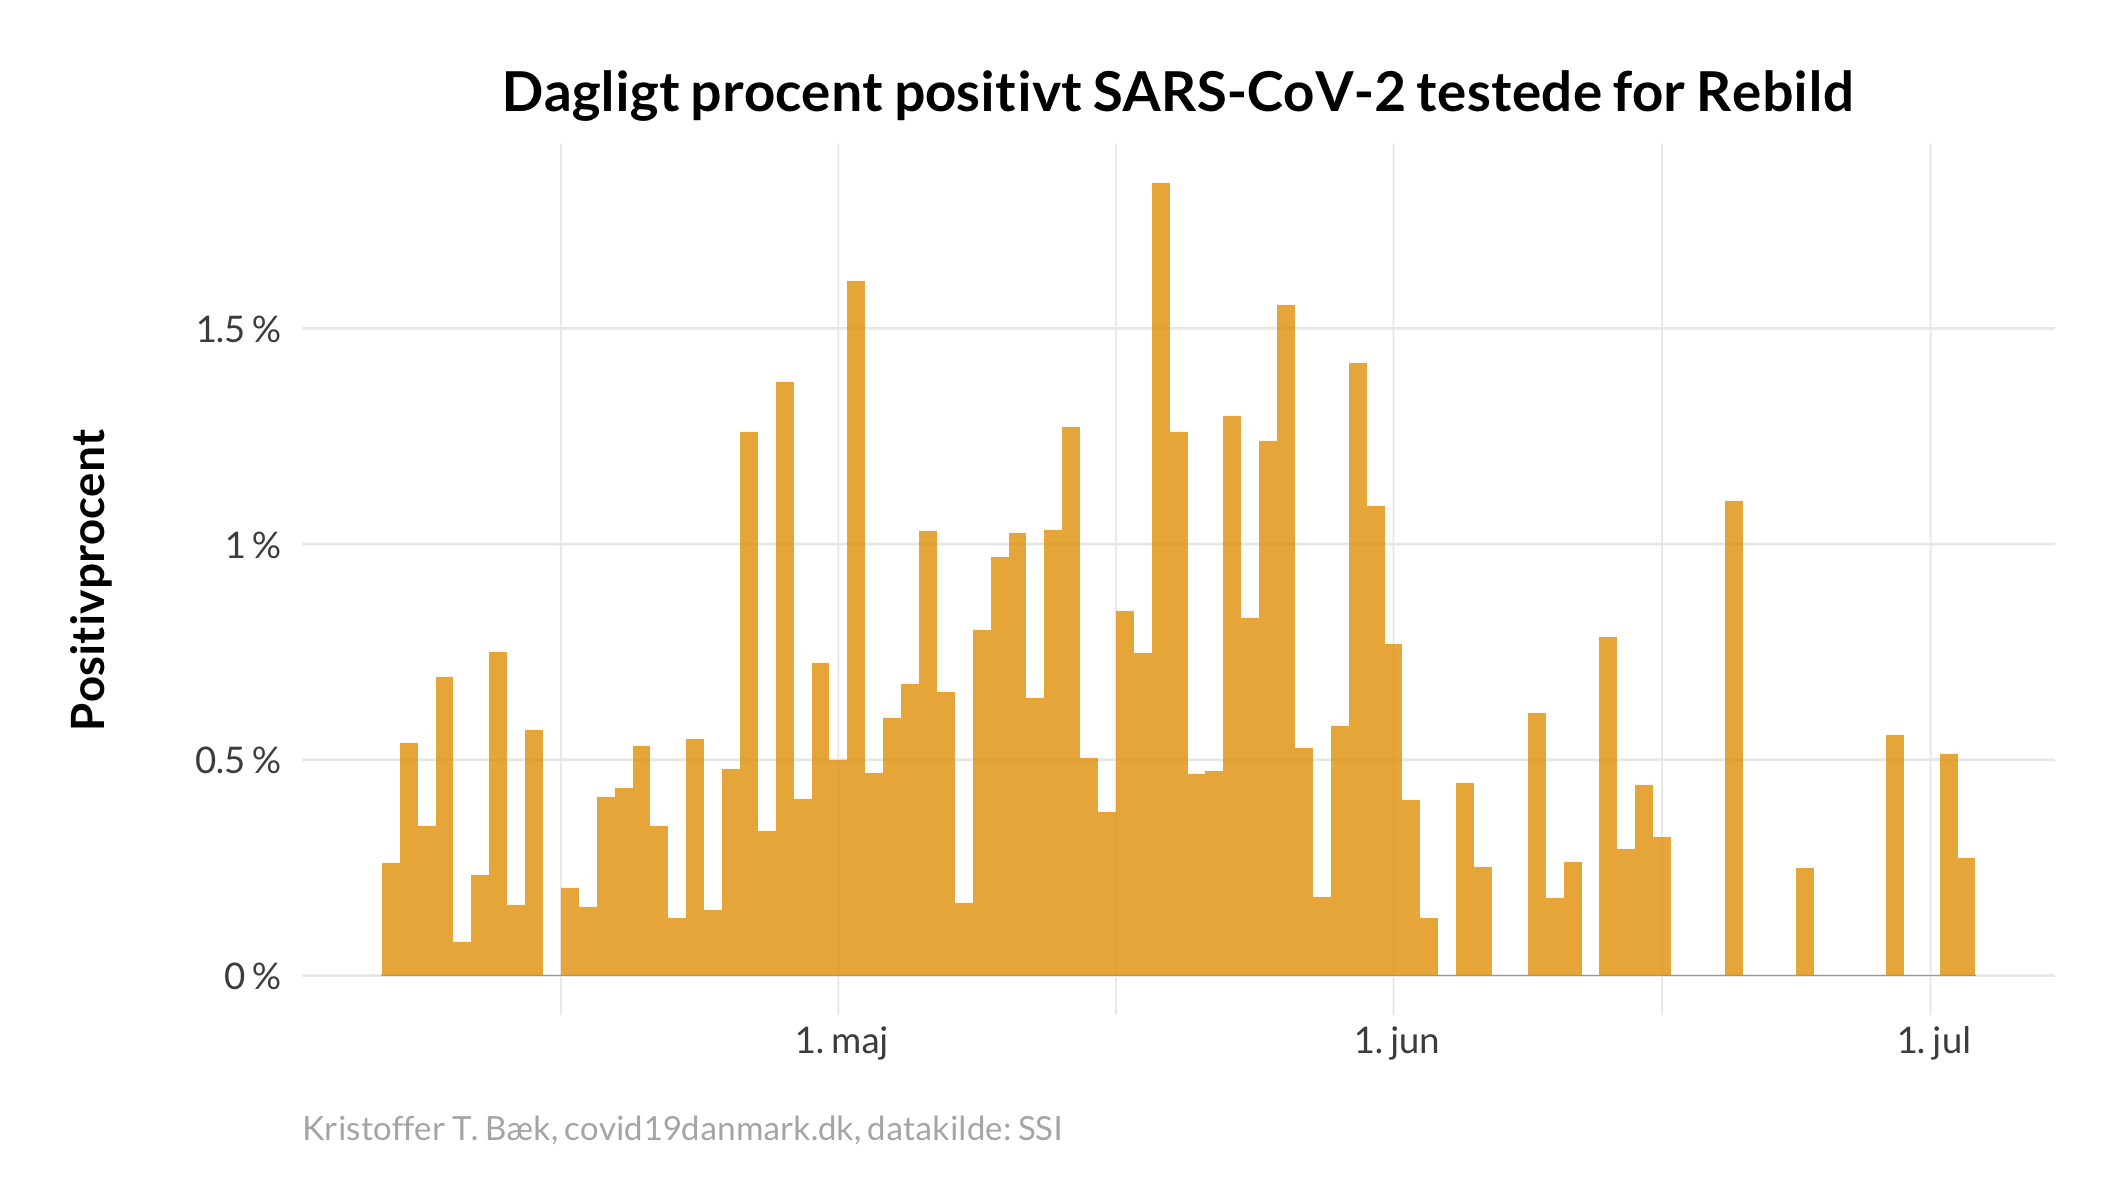 Dagligt procent positivt SARS-CoV-2 testede for Rebild
Positivprocent
1.5 %
1 %
0.5 %
0 %
1. maj
1. jun
1. jul
Kristoffer T. Bæk, covid19danmark.dk, datakilde: SSI